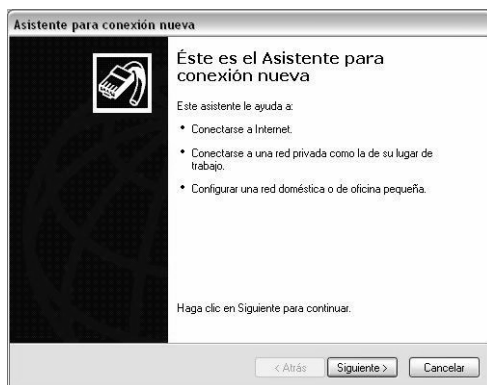 Asistente para conexión nueva
Éste es el Asistente para
conexión nueva
Este asistente le ayuda a:
• Conectarse a Internet.
• Conectarse a una red privada como la de su lugar de
trabajo.
• Configurar una red doméstica o de oficina pequeña.
Haga clic en Siguiente para continuar.
< Atrás Siguiente > Cancelar